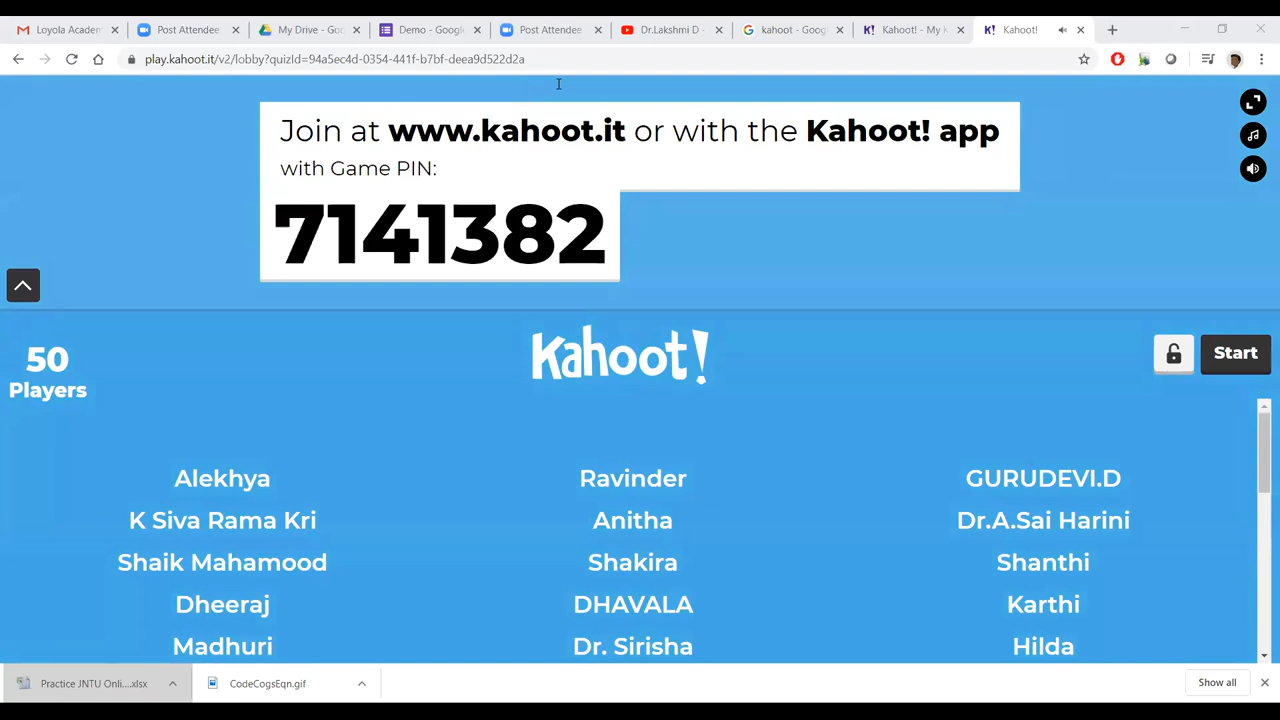 Loyola Academ
Post Attendee
My Drive - Goo
Demo - Google
Post Attendee
Dr.Lakshmi D
kahoot - Goog
Kahoot! - My K
Kahoot!
play.kahoot.it/v2/lobby?quizId=94a5ec4d-0354-441f-b7bf-deea9d522d2a
Join at www.kahoot.it or with the Kahoot! app
with Game PIN:
7141382
50
Players
Kahoot!
Start
Alekhya Ravinder GURUDEVI.D
K Siva Rama Kri Anitha Dr.A.Sai Harini
Shaik Mahamood Shakira Shanthi
Dheeraj DHAVALA Karthi
Madhuri Dr. Sirisha Hilda
Practice JNTU Onli....xlsx
CodeCogsEqn.gif
Show all